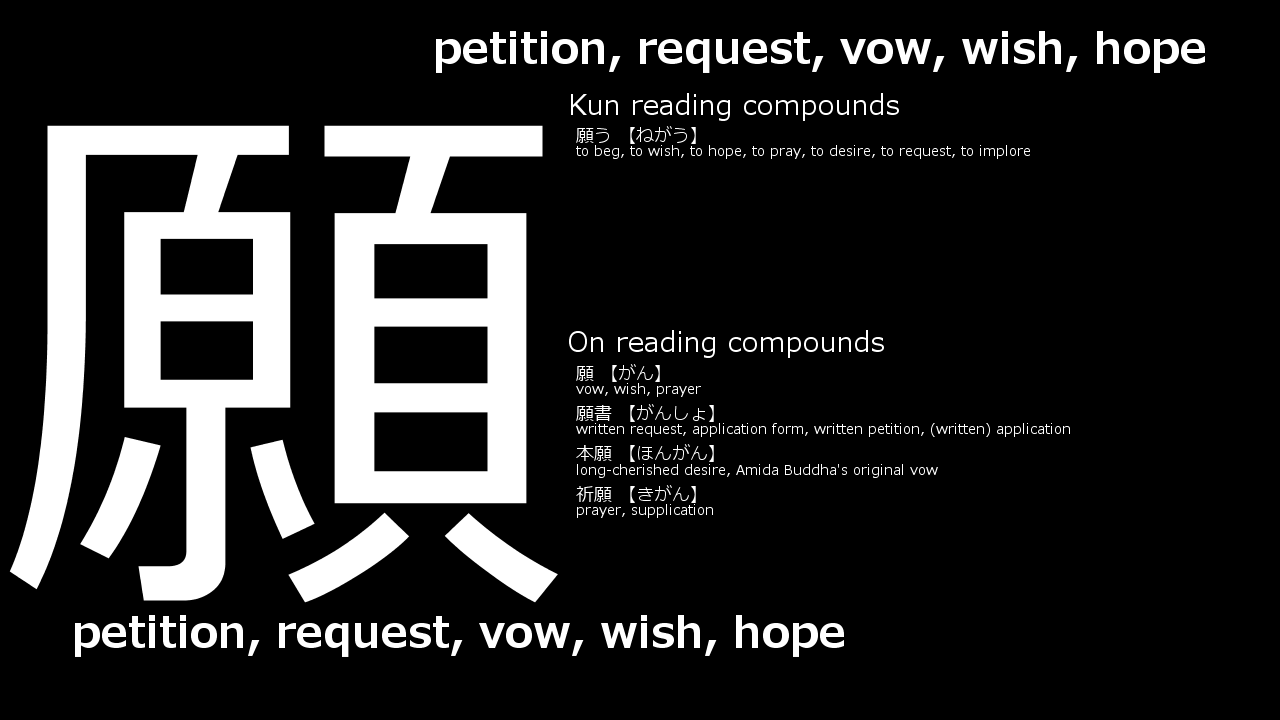 petition, request, vow, wish, hope
願
Kun reading compounds
願う 【ねがう】
to beg, to wish, to hope, to pray, to desire, to request, to implore
On reading compounds
願 【がん】
vow, wish, prayer
願書 【がんしょ】
written request, application form, written petition, (written) application
本願 【ほんがん】
long-cherished desire, Amida Buddha's original vow
祈願 【きがん】
prayer, supplication
petition, request, vow, wish, hope